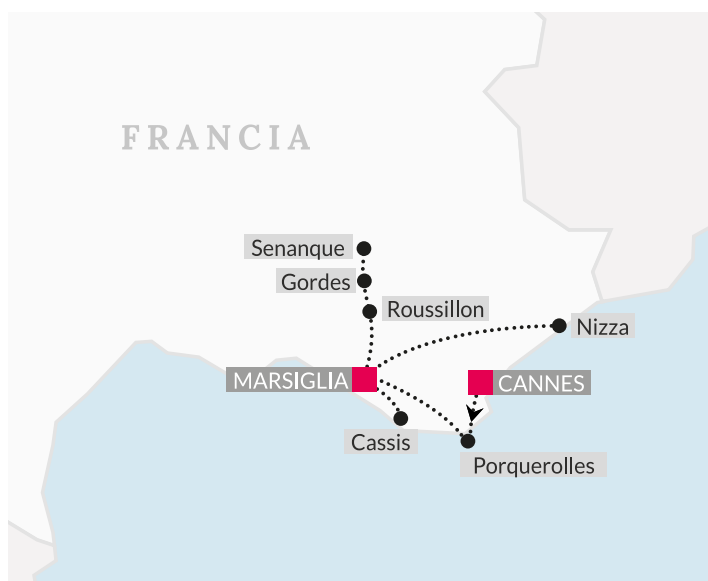 FRANCIA
Senanque
Gordes
Roussillon
Nizza
MARSIGLIA
CANNES
Cassis
Porquerolles